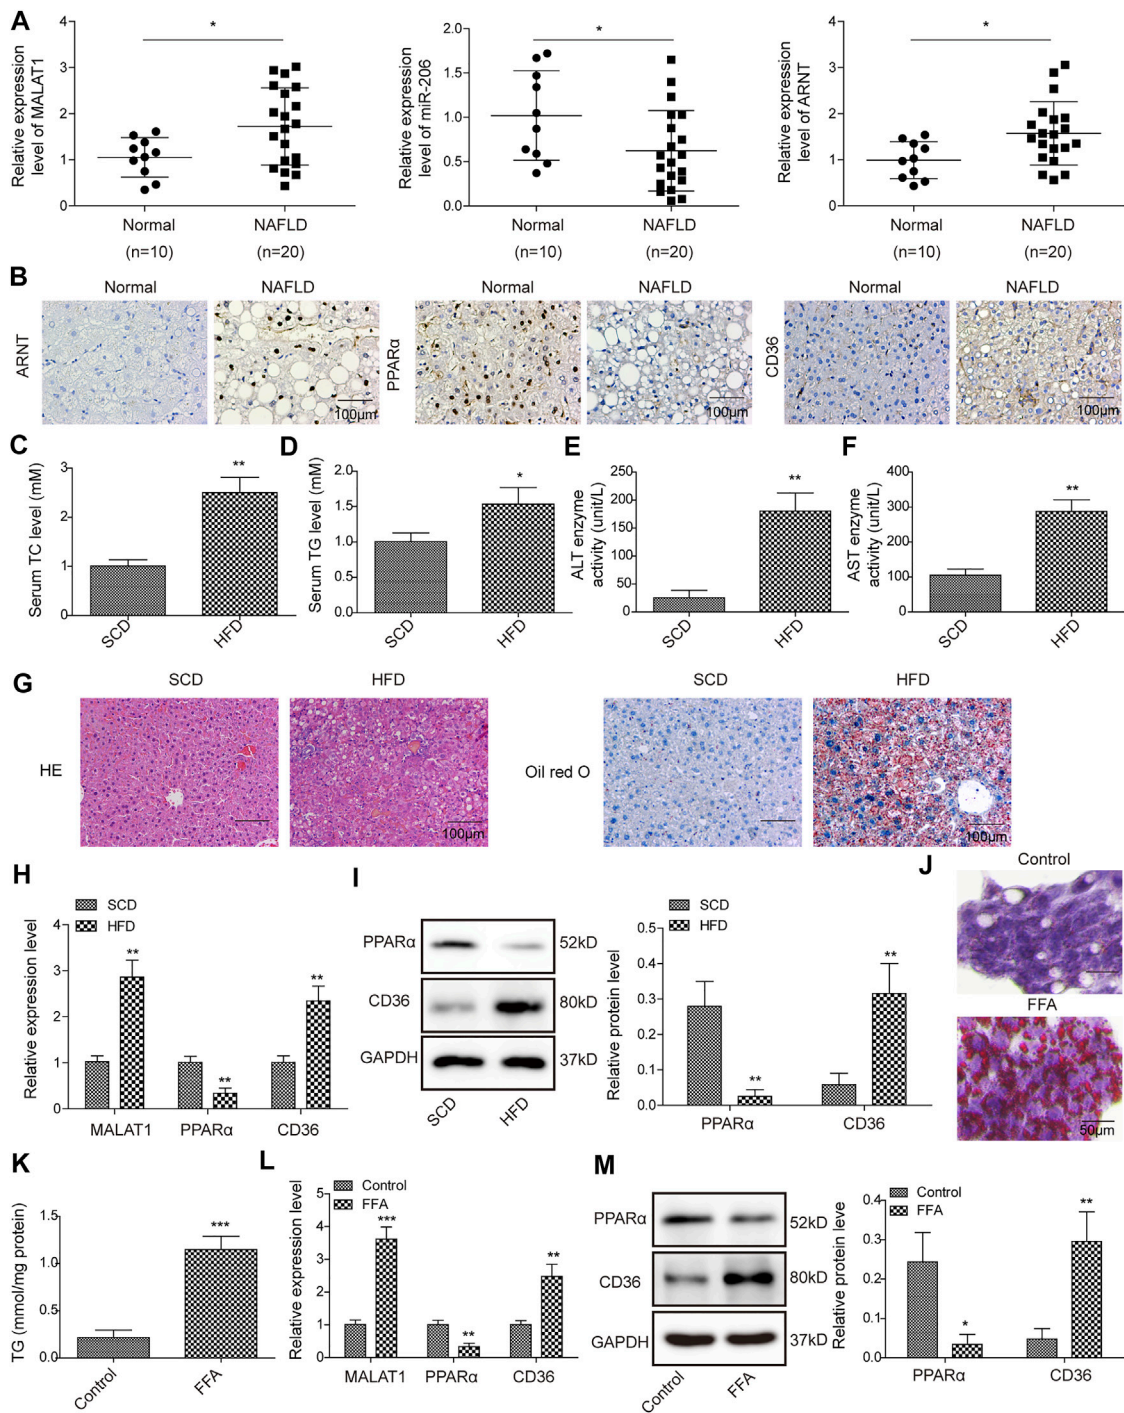 A
Relative expression
level of MALAT1
4
3
2
1
0
*
Normal
(n=10)
NAFLD
(n=20)
Relative expression
level of miR-206
2.0
1.5
1.0
0.5
0.0
*
Normal
(n=10)
NAFLD
(n=20)
Relative expression
level of ARNT
4
3
2
1
0
*
Normal
(n=10)
NAFLD
(n=20)
B
Normal
NAFLD
ARNT
100μm
Normal
NAFLD
PPARα
100μm
Normal
NAFLD
CD36
100μm
C
Serum TC level (mM)
3
2
1
0
**
SCD
HFD
D
Serum TG level (mM)
2.0
1.5
1.0
0.5
0.0
*
SCD
HFD
E
ALT enzyme
activity (unit/L)
250
200
150
100
50
0
**
SCD
HFD
F
AST enzyme
activity (unit/L)
400
300
200
100
0
**
SCD
HFD
G
SCD
HFD
HE
100μm
SCD
HFD
Oil red O
100μm
H
SCD
HFD
Relative expression level
4
3
2
1
0
**
**
**
MALAT1
PPARα
CD36
I
PPARα
52kD
CD36
80kD
GAPDH
37kD
SCD
HFD
SCD
HFD
Relative protein level
0.5
0.4
0.3
0.2
0.1
0.0
**
**
PPARα
CD36
J
Control
FFA
50μm
K
TG (mmol/mg protein)
1.5
1.0
0.5
0.0
***
Control
FFA
L
Control
FFA
Relative expression level
5
4
3
2
1
0
***
**
**
MALAT1
PPARα
CD36
M
PPARα
52kD
CD36
80kD
GAPDH
37kD
Control
FFA
Control
FFA
Relative protein leve
0.4
0.3
0.2
0.1
0.0
*
**
PPARα
CD36